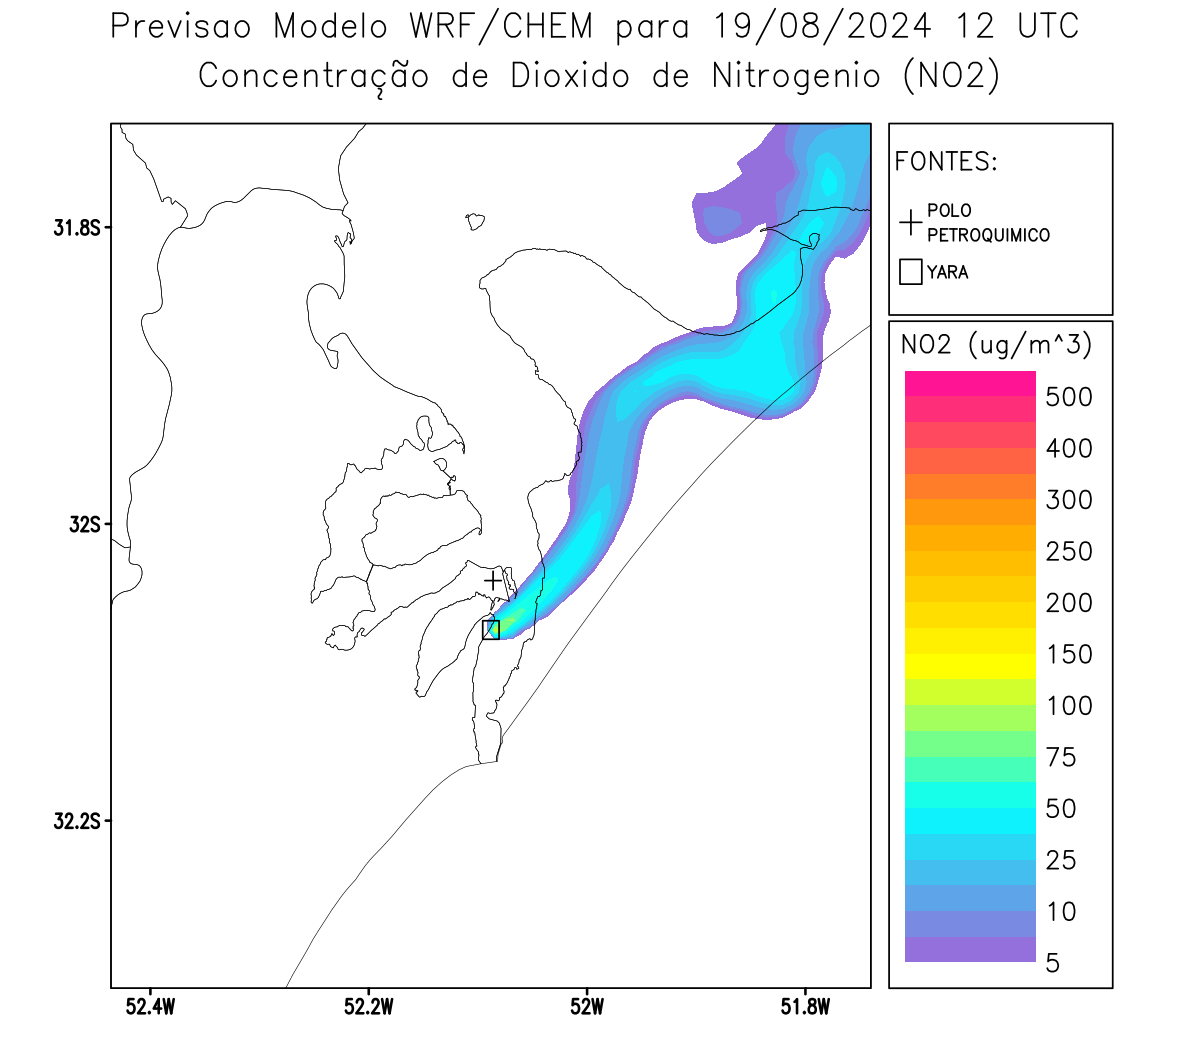 Previsao Modelo WRF/CHEM para 19/08/2024 12 UTC
Concentração de Dioxido de Nitrogenio (NO2)
FONTES:
POLO
PETROQUIMICO
YARA
31.8S
32S
32.2S
52.4W
52.2W
52W
51.8W
NO2 (ug/m^3)
500
400
300
250
200
150
100
75
50
25
10
5